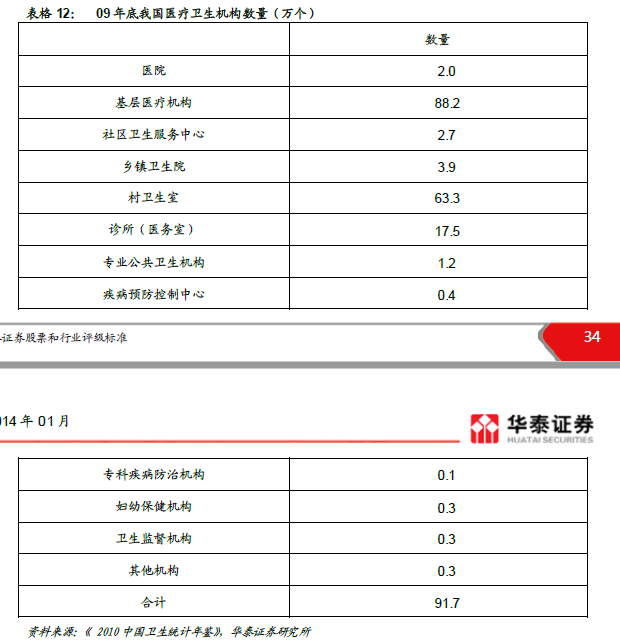 表格 12： 09 年底我国医疗卫生机构数量（万个）
数量
医院 2.0
基层医疗机构 88.2
社区卫生服务中心 2.7
乡镇卫生院 3.9
村卫生室 63.3
诊所（医务室） 17.5
专业公共卫生机构 1.2
疾病预防控制中心 0.4
证券股票和行业评级标准 34
014 年 01 月 华泰证券
HUATAI SECURITIES
专科疾病防治机构 0.1
妇幼保健机构 0.3
卫生监督机构 0.3
其他机构 0.3
合计 91.7
资料来源：《 2010 中国卫生统计年鉴》，华泰证券研究所